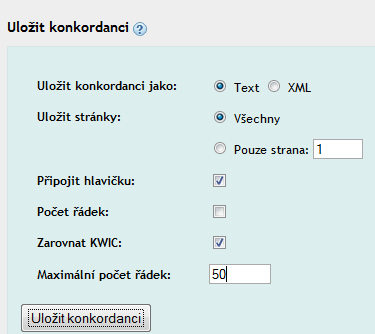 Uložit konkordanci ?
Uložit konkordanci jako: Text XML
Uložit stránky: Všechny
Pouze strana: 1
Připojit hlavičku:
Počet řádek:
Zarovnat KWIC:
Maximální počet řádek: 50
Uložit konkordanci